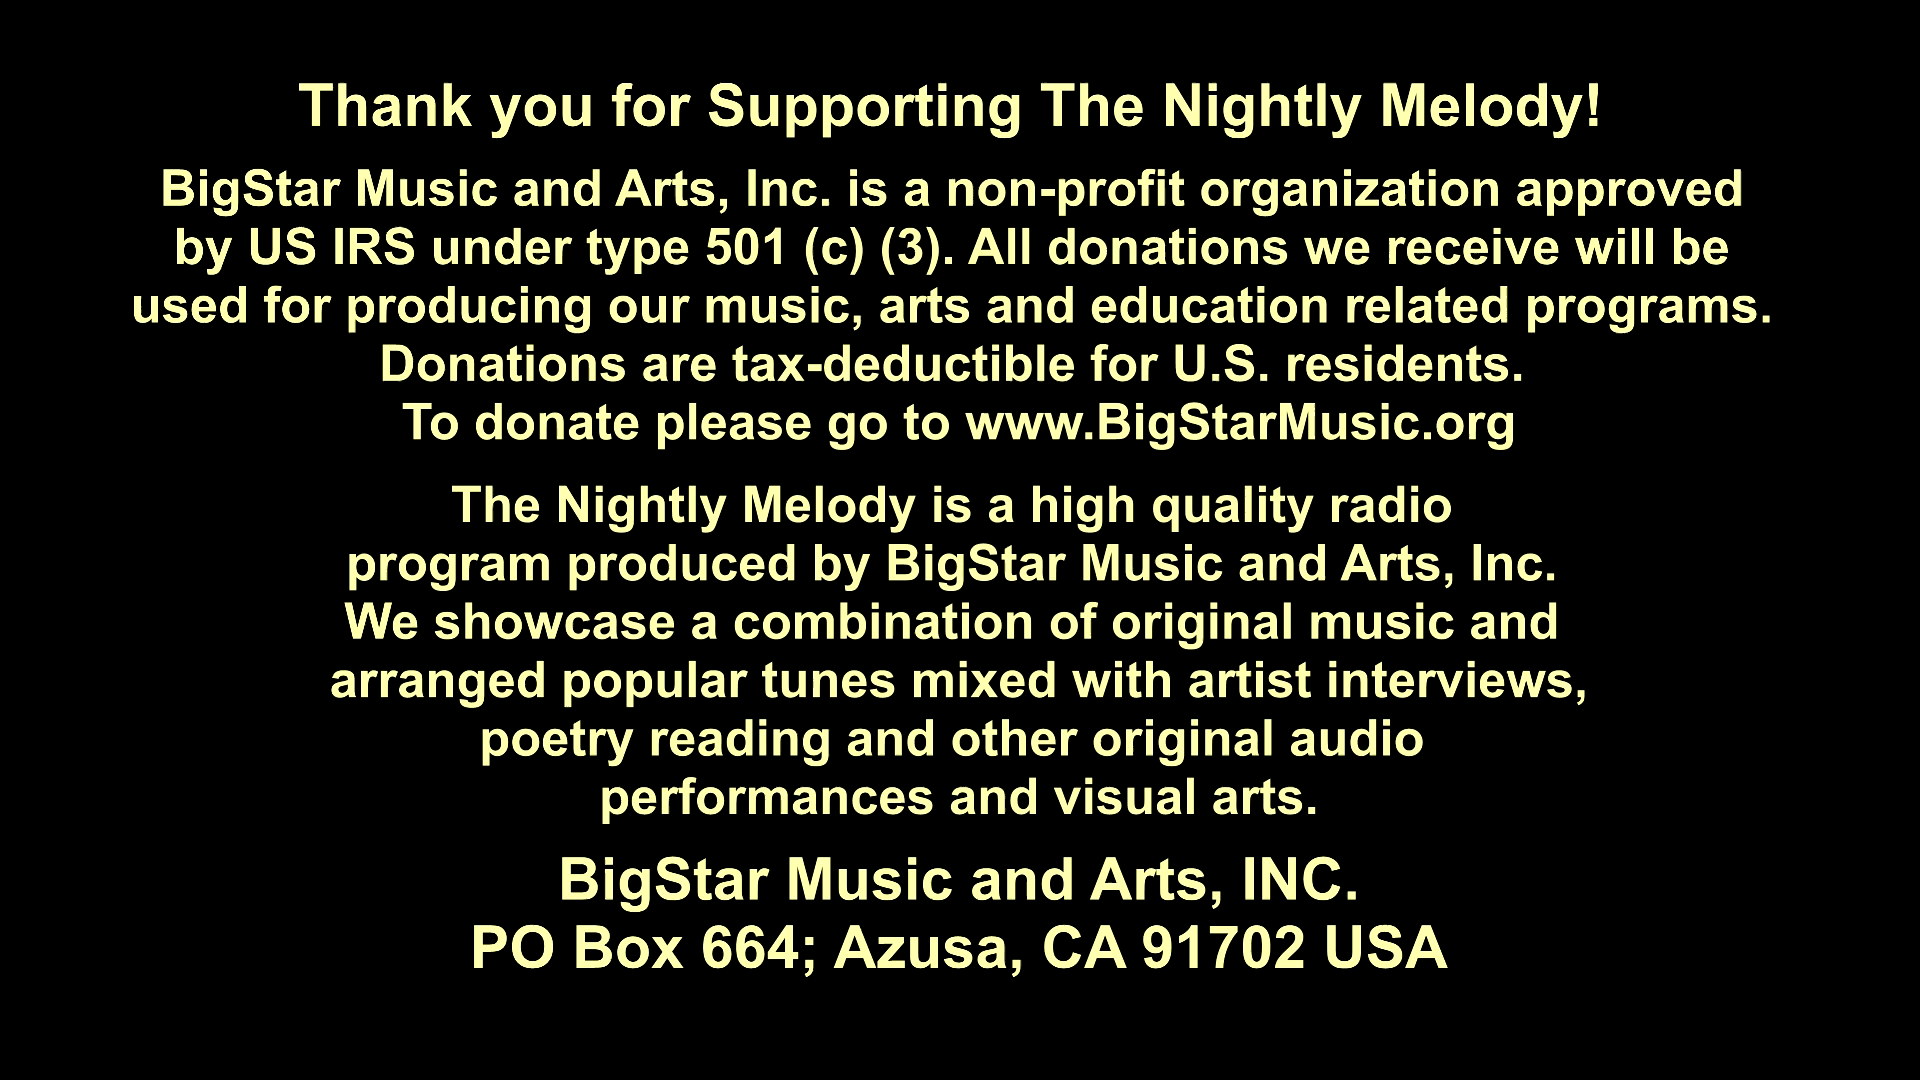 Thank you for Supporting The Nightly Melody!
BigStar Music and Arts, Inc. is a non-profit organization approved
by US IRS under type 501 (c) (3). All donations we receive will be
used for producing our music, arts and education related programs.
Donations are tax-deductible for U.S. residents.
To donate please go to www.BigStarMusic.org
The Nightly Melody is a high quality radio
program produced by BigStar Music and Arts, Inc.
We showcase a combination of original music and
arranged popular tunes mixed with artist interviews,
poetry reading and other original audio
performances and visual arts.
BigStar Music and Arts, INC.
PO Box 664; Azusa, CA 91702 USA